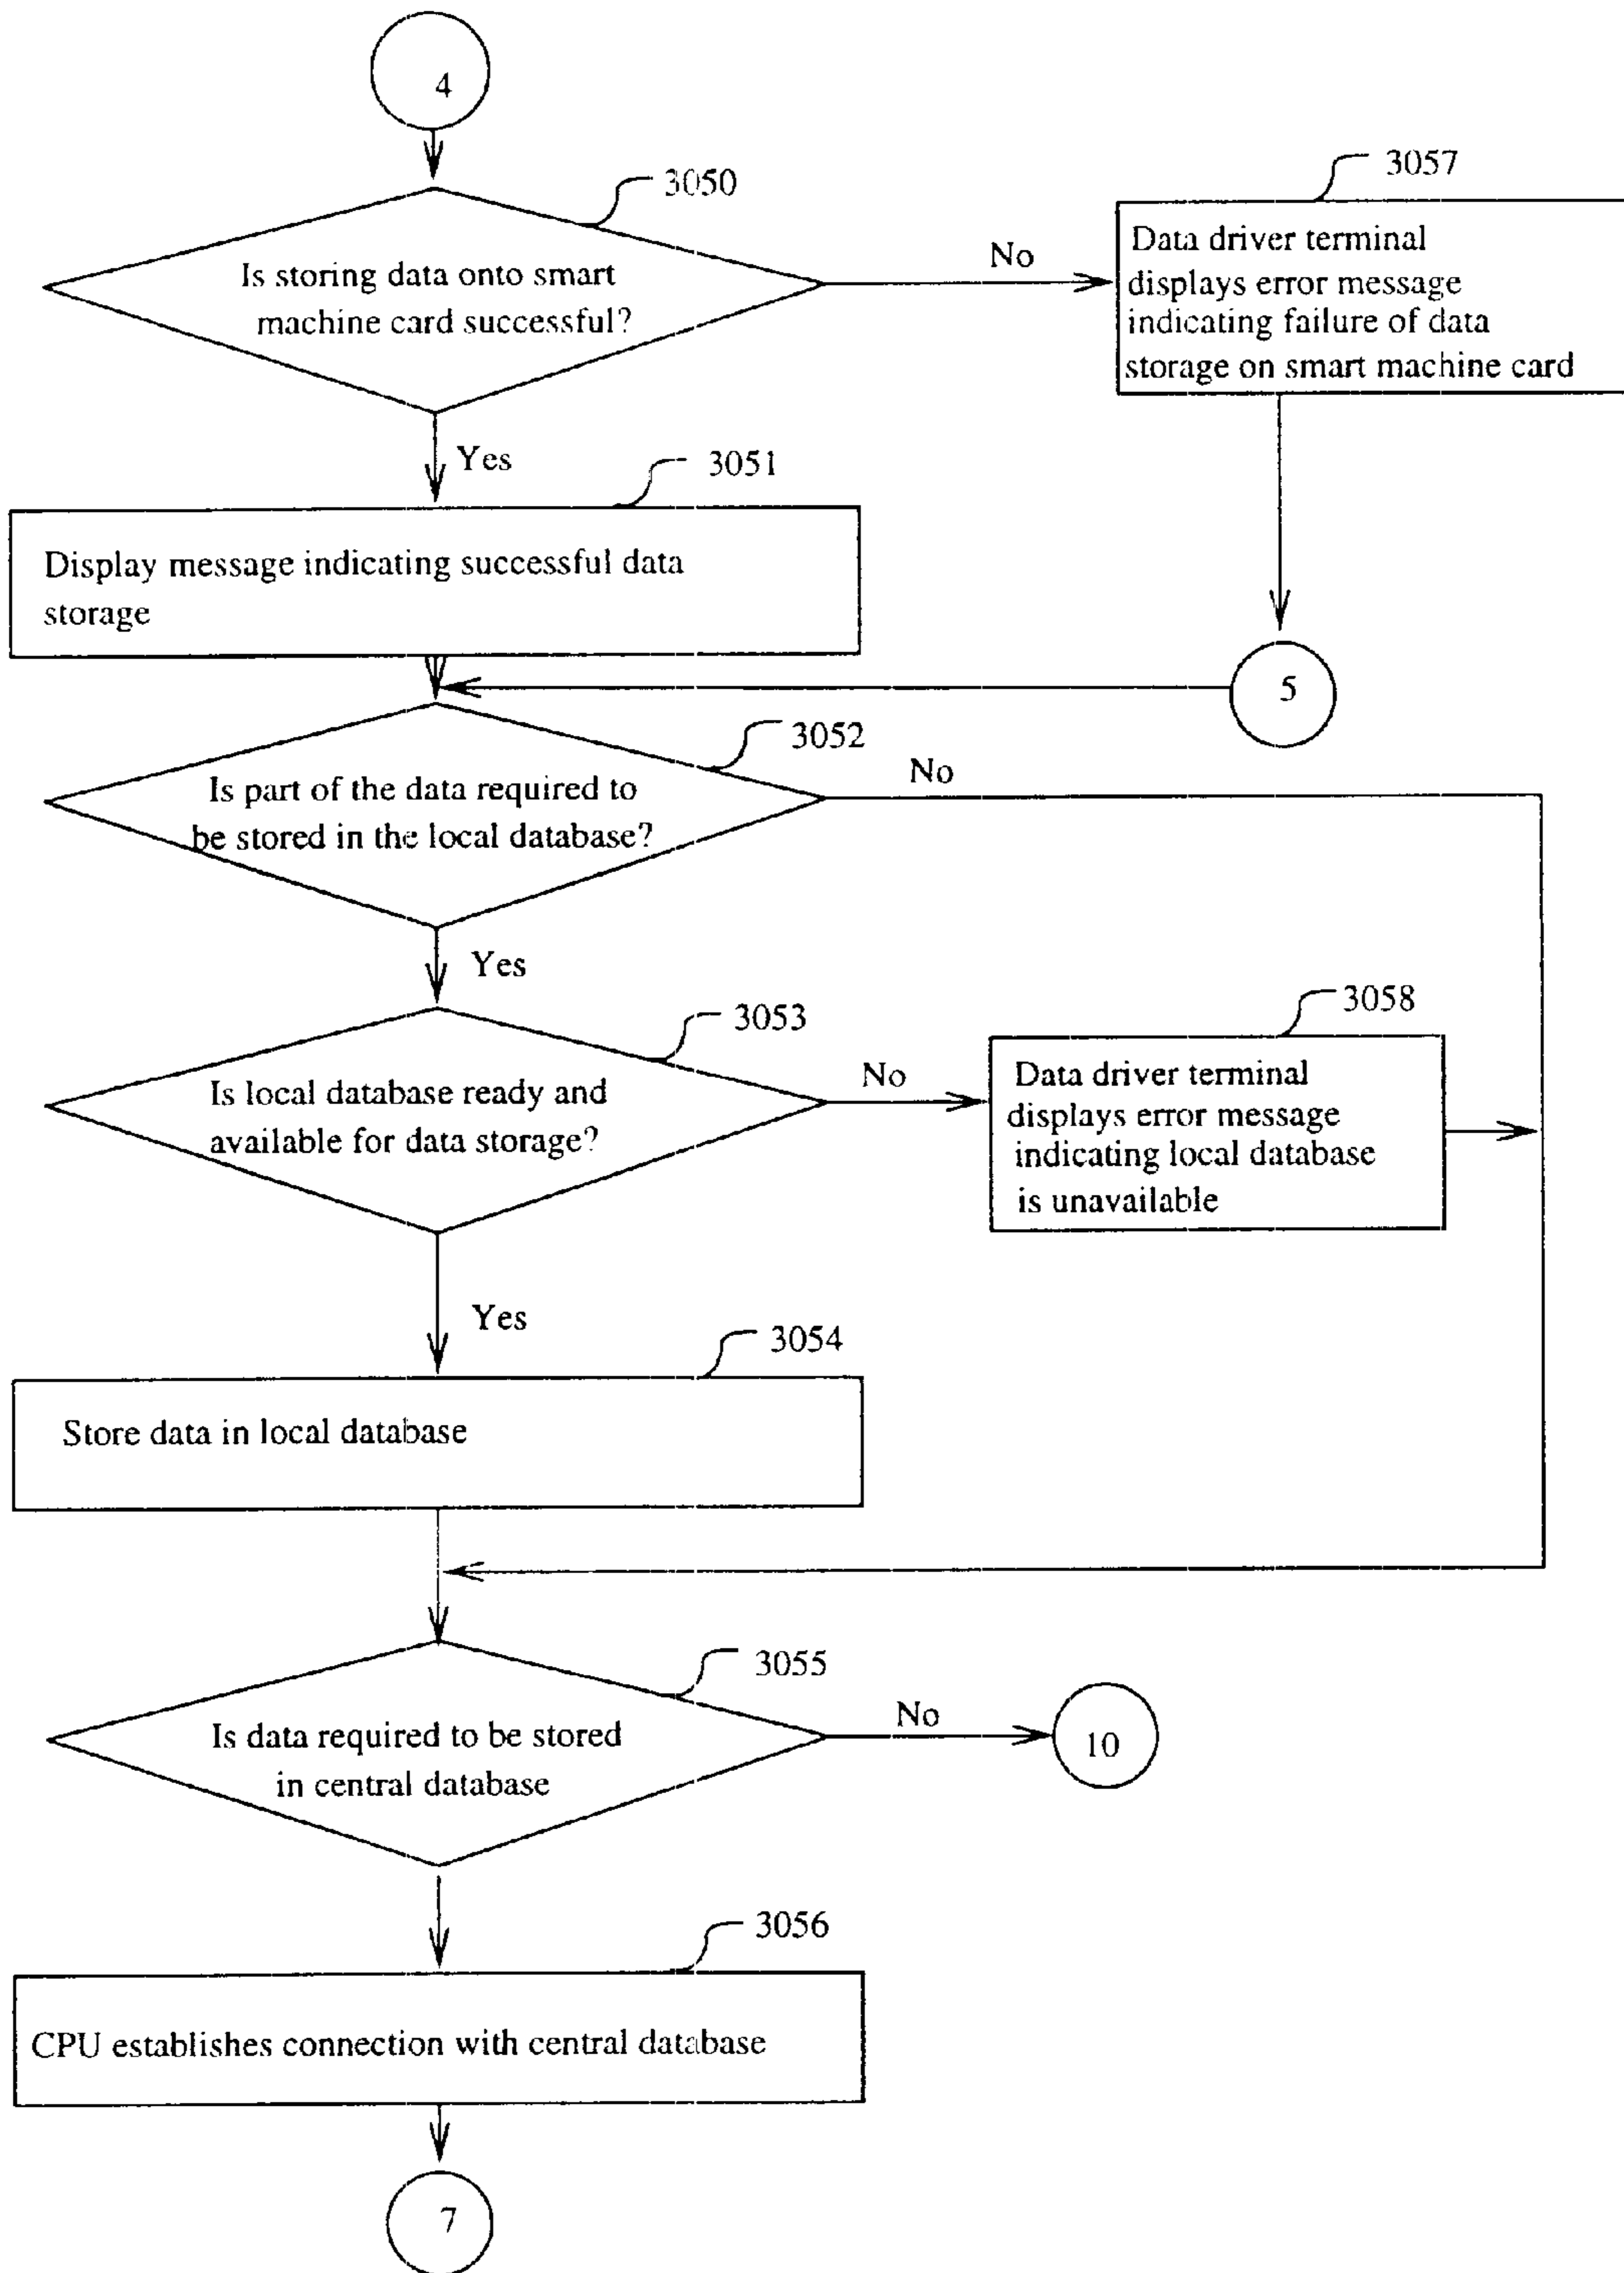 4
3050
Is storing data onto smart
machine card successful?
No
3057
Data driver terminal
displays error message
indicating failure of data
storage on smart machine card
Yes
3051
Display message indicating successful data
storage
5
3052
Is part of the data required to
be stored in the local database?
No
Yes
3053
Is local database ready and
available for data storage?
No
3058
Data driver terminal
displays error message
indicating local database
is unavailable
Yes
3054
Store data in local database
3055
Is data required to be stored
in central database
No
10
3056
CPU establishes connection with central database
7